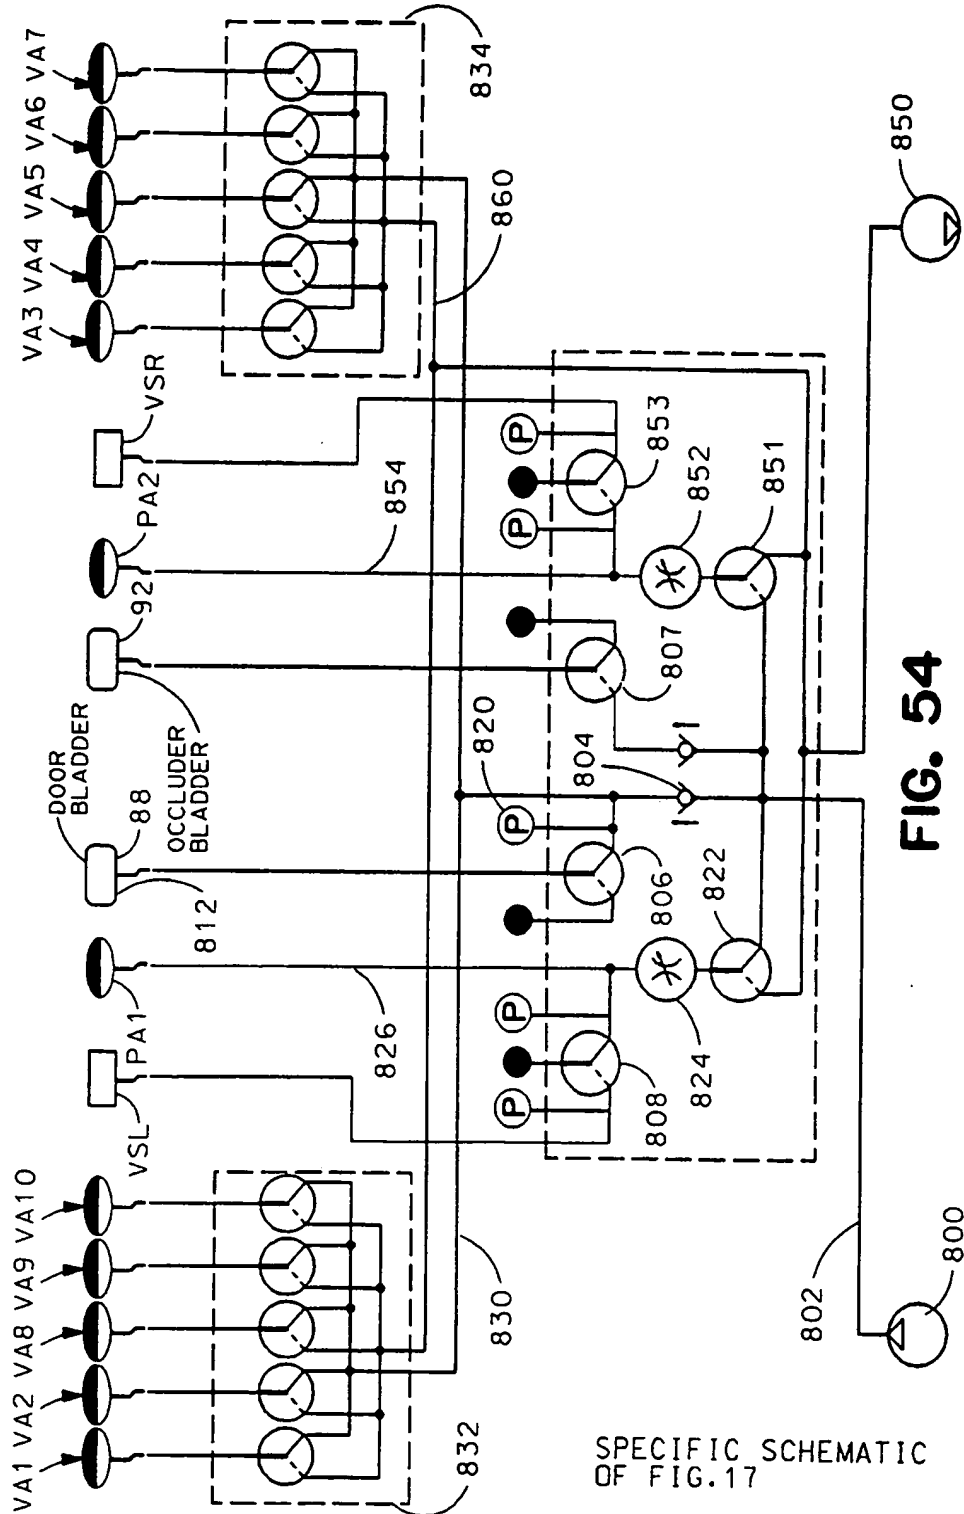 VA1 VA2 VA8 VA9 VA10
VSL
PA1
812
88
DOOR
BLADDER
OCCLUDER
BLADDER
92
PA2
VSR
VA3 VA4 VA5 VA6 VA7
832
830
826
854
860
834
P
P
P
P
P
820
804
808
824
822
806
807
851
852
853
802
800
850
SPECIFIC SCHEMATIC
OF FIG.17
FIG. 54